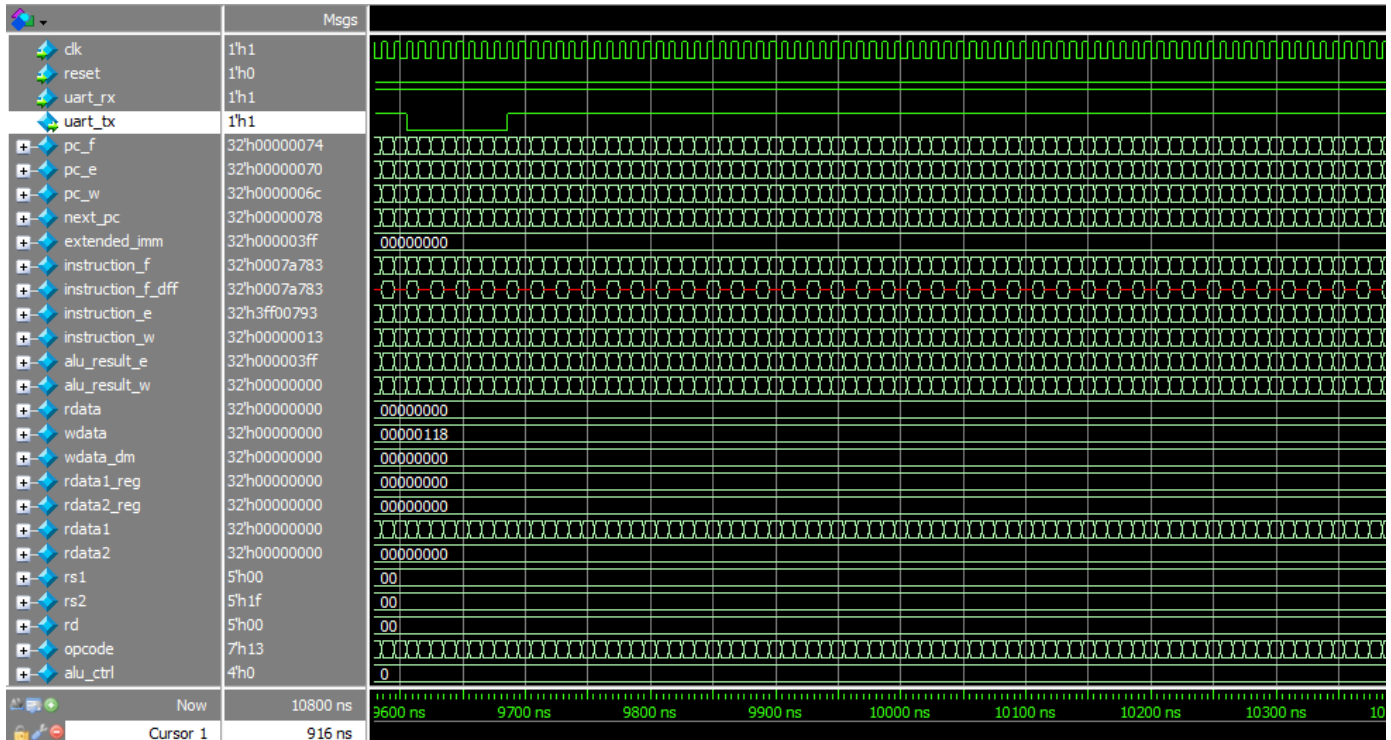 Msgs
clk 1'h1
reset 1'h0
uart_rx 1'h1
uart_tx 1'h1
pc_f 32'h00000074
pc_e 32'h00000070
pc_w 32'h0000006c
next_pc 32'h00000078
extended_imm 32'h000003ff 00000000
instruction_f 32'h0007a783
instruction_f_dff 32'h0007a783
instruction_e 32'h3ff00793
instruction_w 32'h00000013
alu_result_e 32'h000003ff
alu_result_w 32'h00000000
rdata 32'h00000000 00000000
wdata 32'h00000000 00000118
wdata_dm 32'h00000000 00000000
rdata1_reg 32'h00000000 00000000
rdata2_reg 32'h00000000 00000000
rdata1 32'h00000000
rdata2 32'h00000000 00000000
rs1 5'h00 00
rs2 5'h1f 00
rd 5'h00 00
opcode 7'h13
alu_ctrl 4'h0 0
Now 10800 ns 9600 ns 9700 ns 9800 ns 9900 ns 10000 ns 10100 ns 10200 ns 10300 ns 10
Cursor 1 916 ns